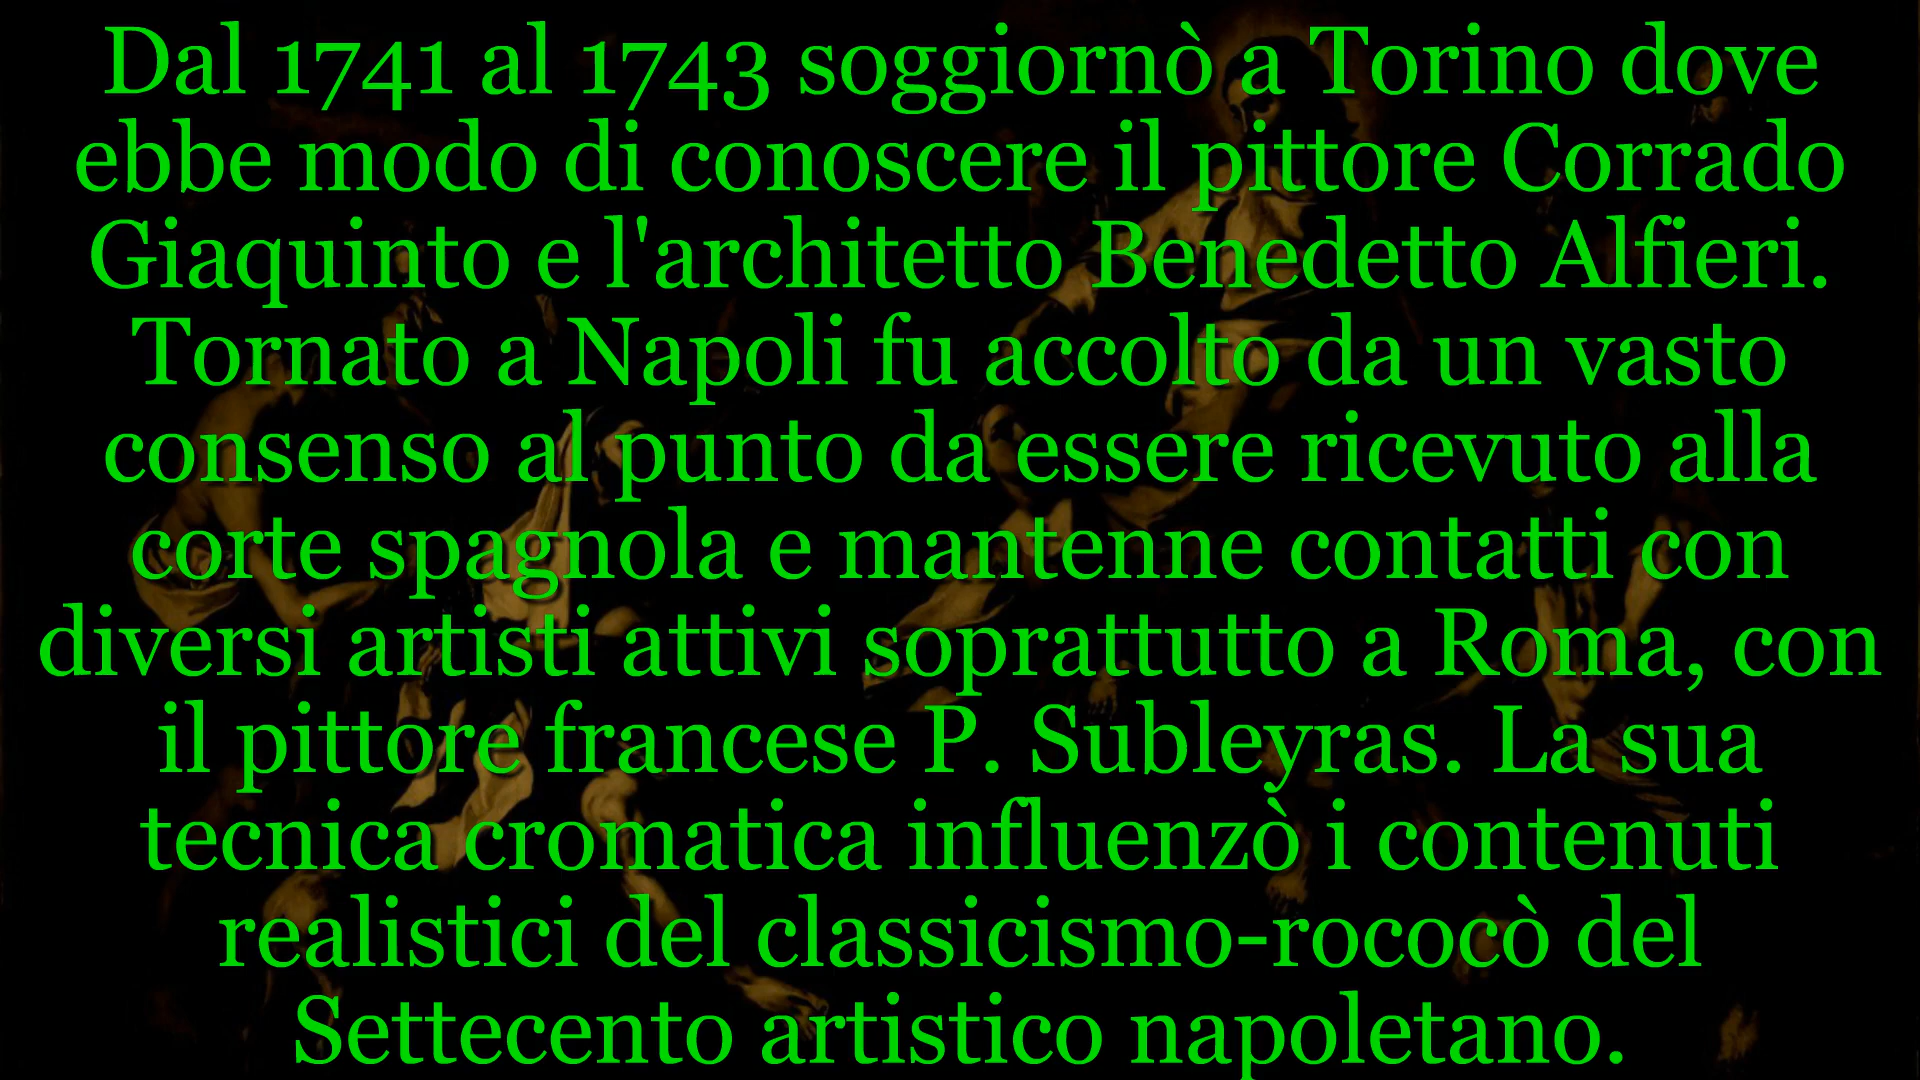 Dal 1741 al 1743 soggiornò a Torino dove
ebbe modo di conoscere il pittore Corrado
Giaquinto e l'architetto Benedetto Alfieri.
Tornato a Napoli fu accolto da un vasto
consenso al punto da essere ricevuto alla
corte spagnola e mantenne contatti con
diversi artisti attivi soprattutto a Roma, con
il pittore francese P. Subleyras. La sua
tecnica cromatica influenzò i contenuti
realistici del classicismo-rococò del
Settecento artistico napoletano.